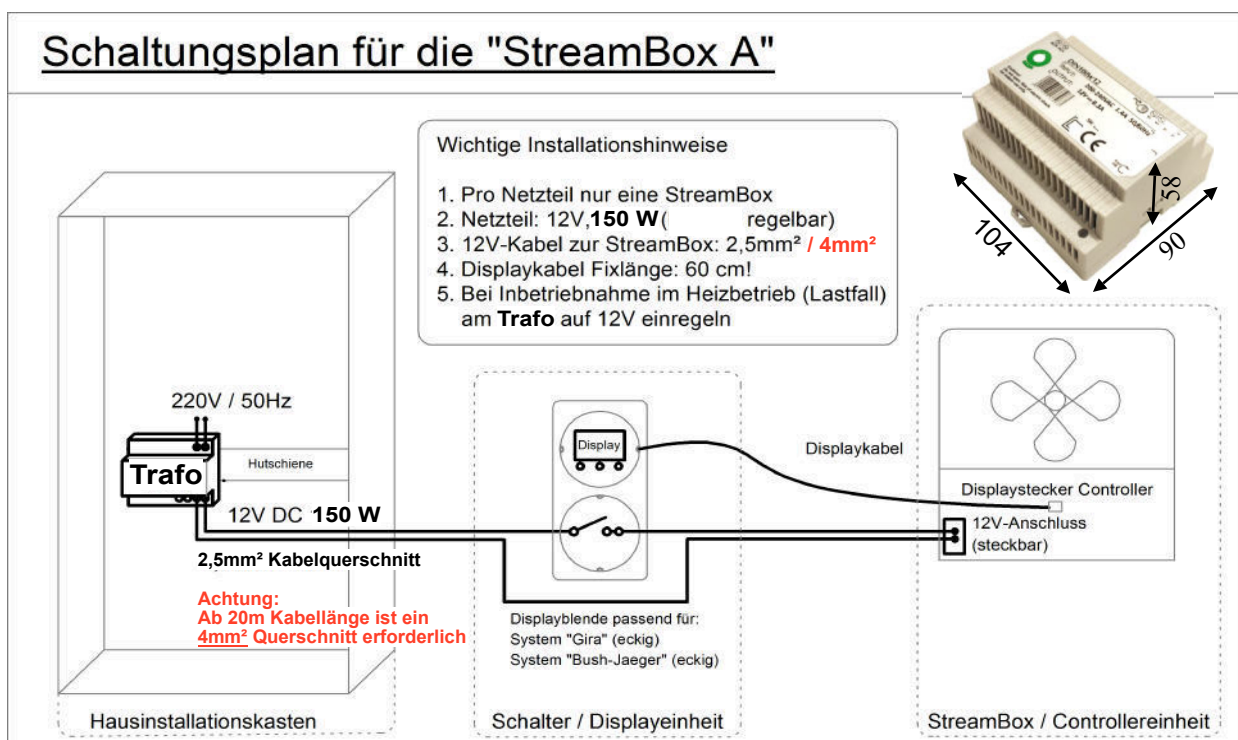 Schaltungsplan für die "StreamBox A"
DIN100W12
INPUT:
OUTPUT:
CE
104
90
58
Wichtige Installationshinweise
1. Pro Netzteil nur eine StreamBox
2. Netzteil: 12V,150 W ( regelbar)
3. 12V-Kabel zur StreamBox: 2,5mm² / 4mm²
4. Displaykabel Fixlänge: 60 cm!
5. Bei Inbetriebnahme im Heizbetrieb (Lastfall)
am Trafo auf 12V einregeln
220V / 50Hz
Trafo
Hutschiene
12V DC 150 W
2,5mm² Kabelquerschnitt
Achtung:
Ab 20m Kabellänge ist ein
4mm² Querschnitt erforderlich
Hausinstallationskasten
Display
Displayblende passend für:
System "Gira" (eckig)
System "Bush-Jaeger" (eckig)
Schalter / Displayeinheit
Displaykabel
Displaystecker Controller
12V-Anschluss
(steckbar)
StreamBox / Controllereinheit